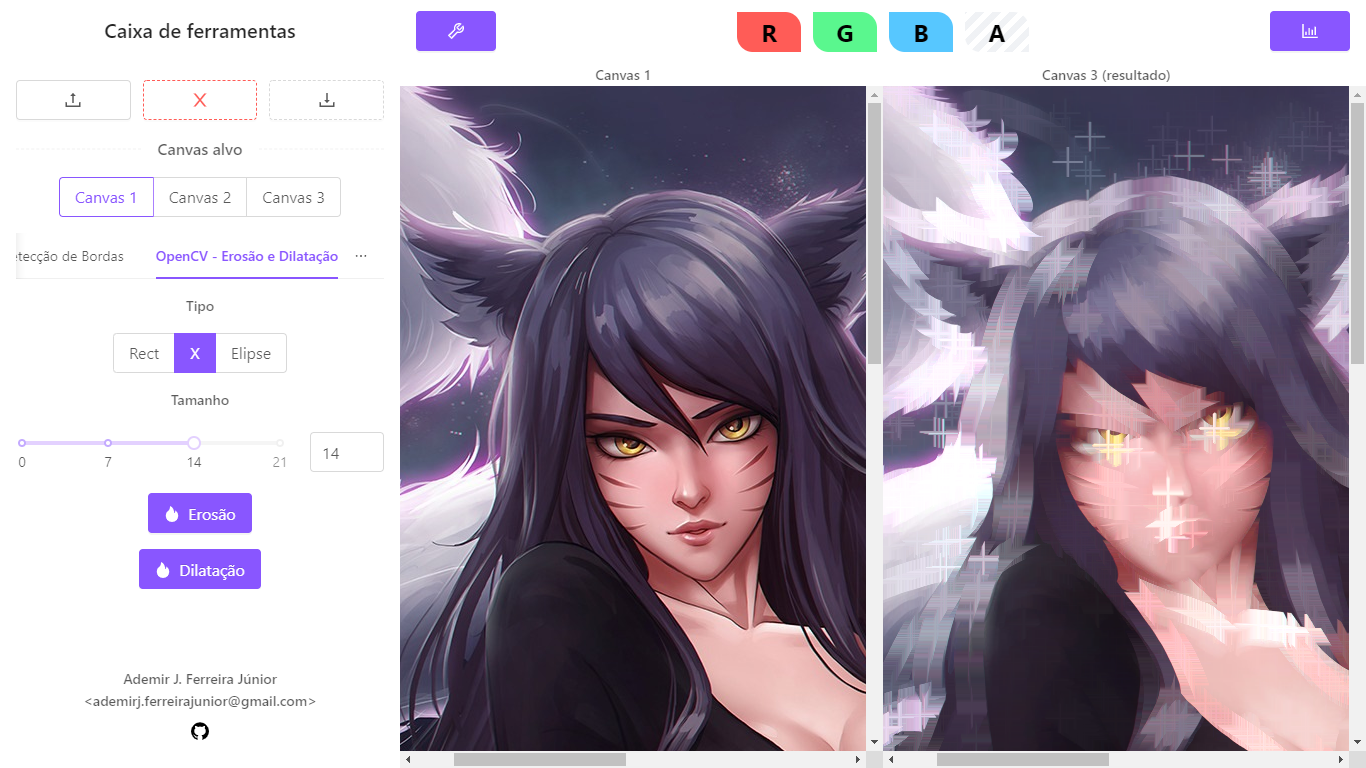 Caixa de ferramentas
R G B A
Canvas 1
Canvas 3 (resultado)
Canvas alvo
Canvas 1 Canvas 2 Canvas 3
etecção de Bordas OpenCV - Erosão e Dilatação ···
Tipo
Rect X Elipse
Tamanho
0 7 14 21
14
Erosão
Dilatação
Ademir J. Ferreira Júnior
<ademirj.ferreirajunior@gmail.com>